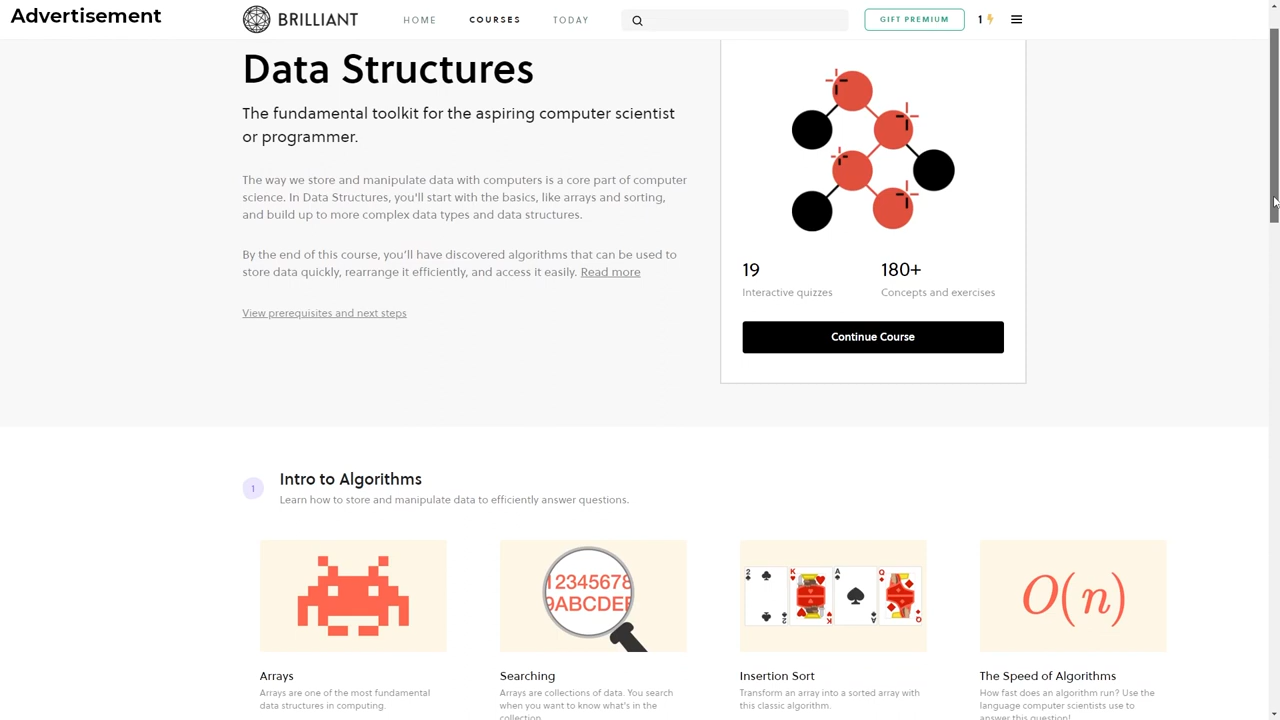 Advertisement
BRILLIANT
HOME
COURSES
TODAY
GIFT PREMIUM
1
Data Structures
The fundamental toolkit for the aspiring computer scientist
or programmer.
The way we store and manipulate data with computers is a core part of computer
science. In Data Structures, you'll start with the basics, like arrays and sorting,
and build up to more complex data types and data structures.
By the end of this course, you'll have discovered algorithms that can be used to
store data quickly, rearrange it efficiently, and access it easily. Read more
View prerequisites and next steps
19
Interactive quizzes
180+
Concepts and exercises
Continue Course
1
Intro to Algorithms
Learn how to store and manipulate data to efficiently answer questions.
12345678
9ABCDEF
2 K A Q
O(n)
Arrays
Arrays are one of the most fundamental
data structures in computing.
Searching
Arrays are collections of data. You search
when you want to know what's in the
collection.
Insertion Sort
Transform an array into a sorted array with
this classic algorithm.
The Speed of Algorithms
How fast does an algorithm run? Use the
language computer scientists use to
answer this question!